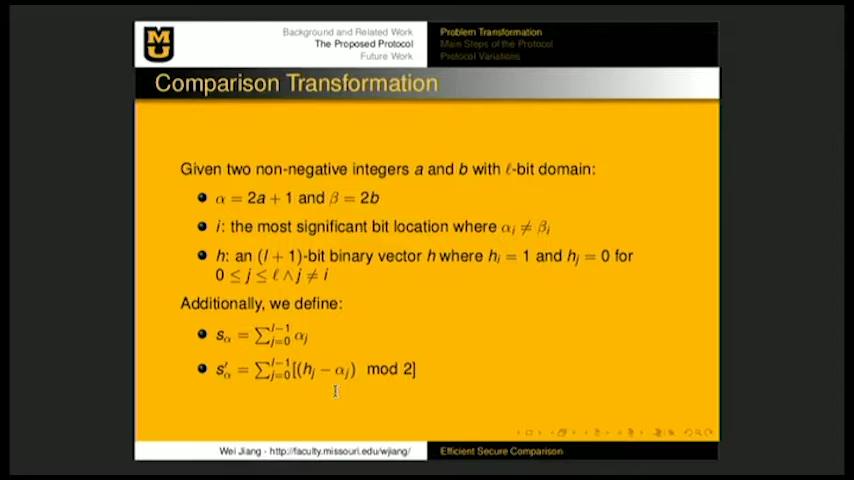 MU
Background and Related Work
The Proposed Protocol
Future Work
Problem Transformation
Main Steps of the Protocol
Protocol Variations
Comparison Transformation
Given two non-negative integers a and b with ℓ-bit domain:
α = 2a + 1 and β = 2b
i: the most significant bit location where αᵢ ≠ βᵢ
h: an (l + 1)-bit binary vector h where hᵢ = 1 and hⱼ = 0 for
0 ≤ j ≤ ℓ ∧ j ≠ i
Additionally, we define:
s_α = ∑_{j=0}^{l−1} αⱼ
s′_α = ∑_{j=0}^{l−1} [(hⱼ − αⱼ) mod 2]
Wei Jiang - http://faculty.missouri.edu/wjiang/
Efficient Secure Comparison